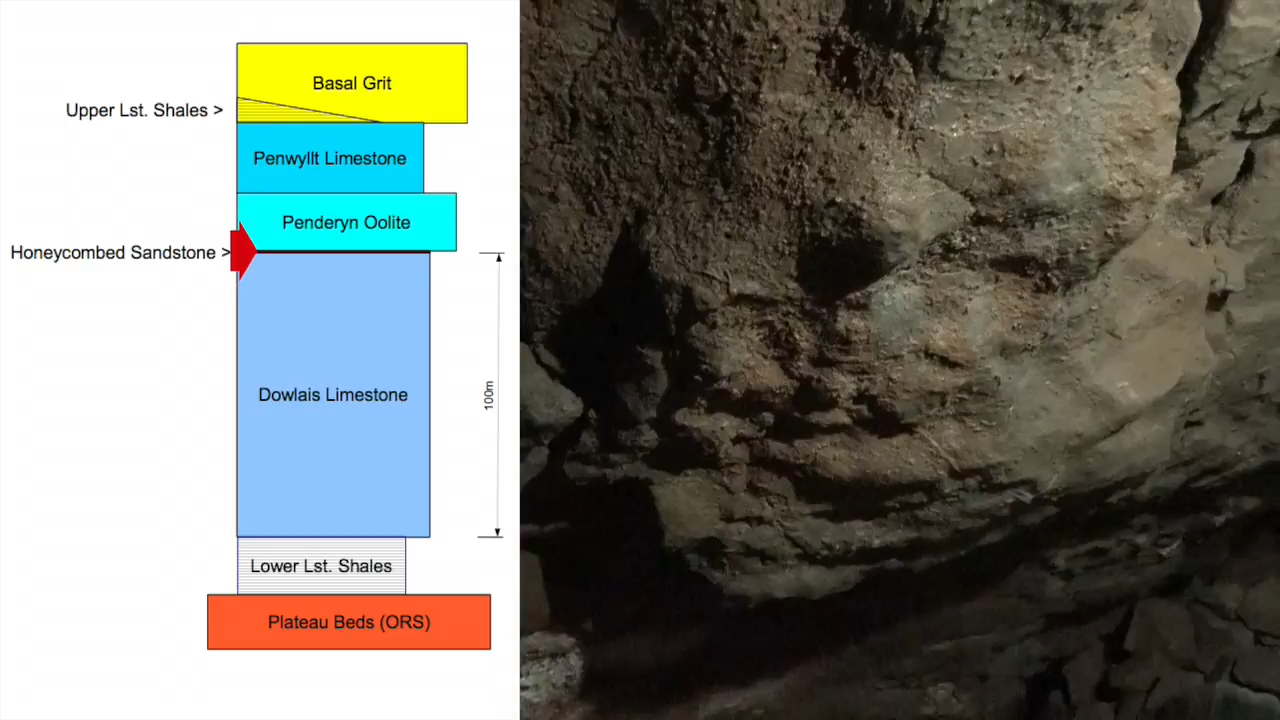 Basal Grit
Upper Lst. Shales >
Penwyllt Limestone
Penderyn Oolite
Honeycombed Sandstone >
Dowlais Limestone
100m
Lower Lst. Shales
Plateau Beds (ORS)